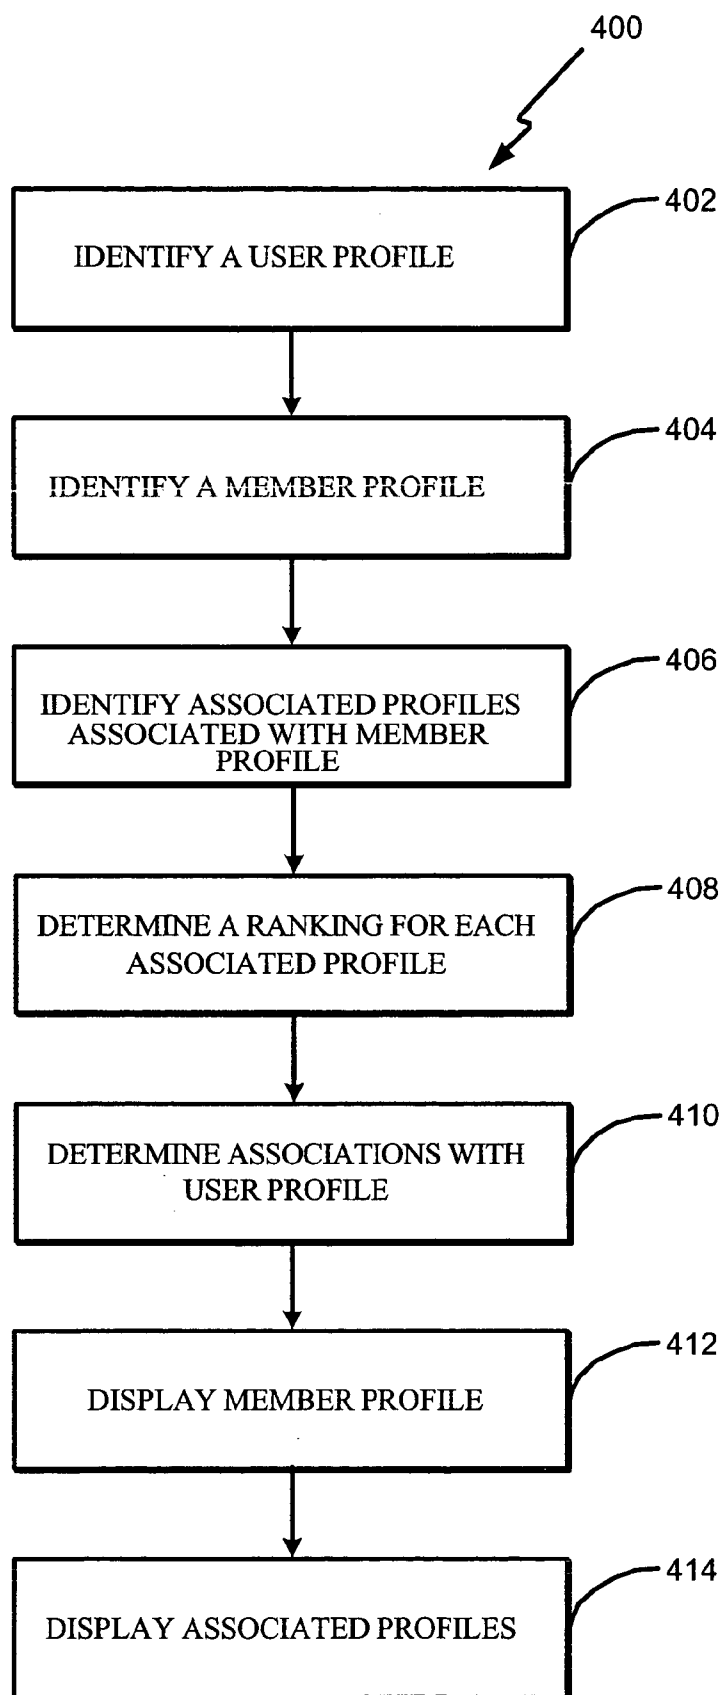 400
402
IDENTIFY A USER PROFILE
404
IDENTIFY A MEMBER PROFILE
406
IDENTIFY ASSOCIATED PROFILES
ASSOCIATED WITH MEMBER
PROFILE
408
DETERMINE A RANKING FOR EACH
ASSOCIATED PROFILE
410
DETERMINE ASSOCIATIONS WITH
USER PROFILE
412
DISPLAY MEMBER PROFILE
414
DISPLAY ASSOCIATED PROFILES